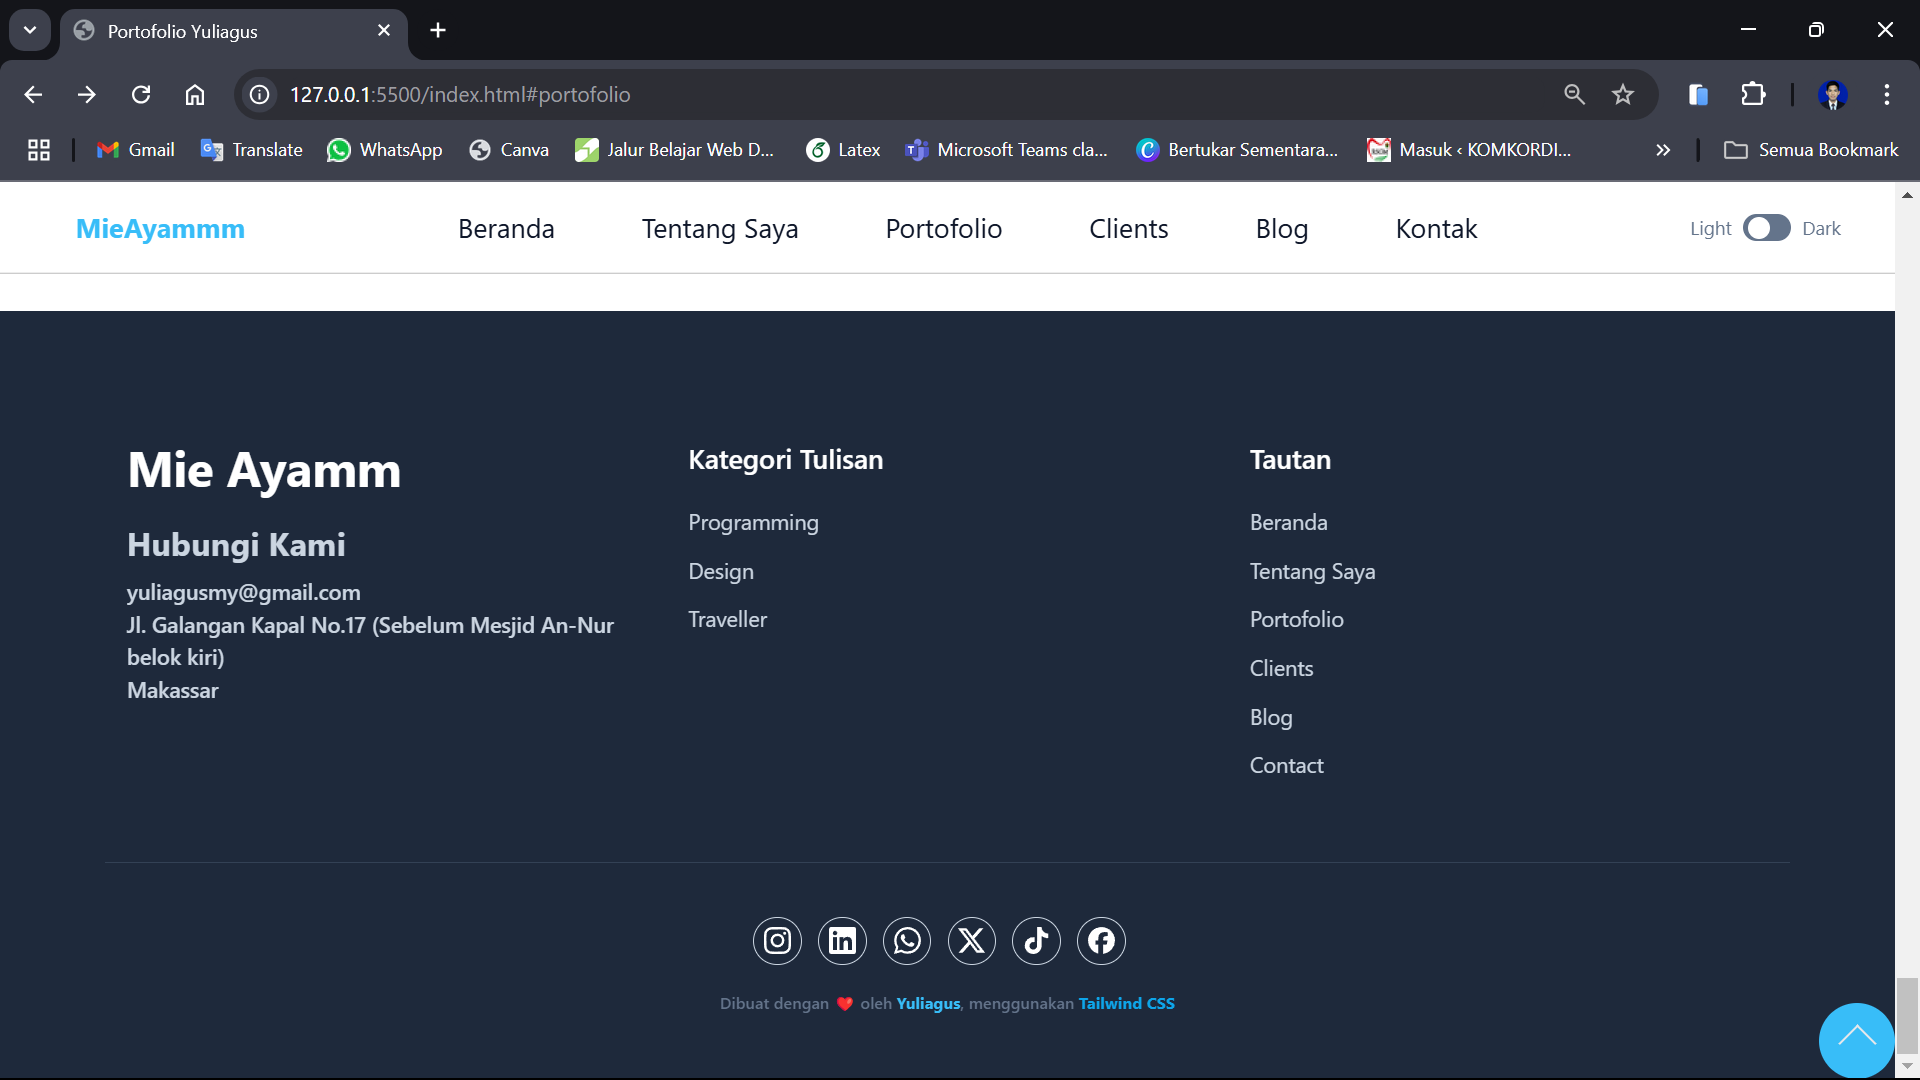 Portofolio Yuliagus
127.0.0.1:5500/index.html#portofolio
Gmail
Translate
WhatsApp
Canva
Jalur Belajar Web D...
Latex
Microsoft Teams cla...
Bertukar Sementara...
Masuk ‹ KOMKORDI...
Semua Bookmark
MieAyammm
Beranda
Tentang Saya
Portofolio
Clients
Blog
Kontak
Light
Dark
Mie Ayamm
Hubungi Kami
yuliagusmy@gmail.com
Jl. Galangan Kapal No.17 (Sebelum Mesjid An-Nur
belok kiri)
Makassar
Kategori Tulisan
Programming
Design
Traveller
Tautan
Beranda
Tentang Saya
Portofolio
Clients
Blog
Contact
Dibuat dengan ❤️ oleh Yuliagus, menggunakan Tailwind CSS